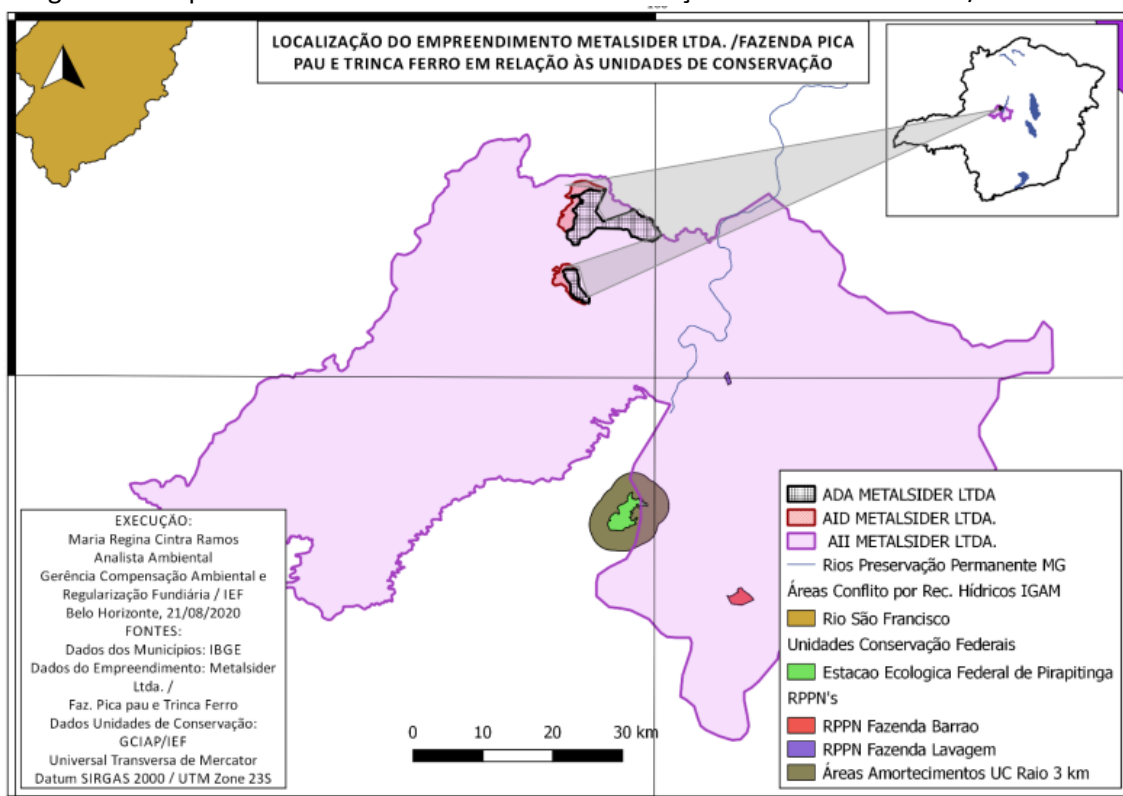 LOCALIZAÇÃO DO EMPREENDIMENTO METALSIDER LTDA. /FAZENDA PICA
PAU E TRINCA FERRO EM RELAÇÃO ÀS UNIDADES DE CONSERVAÇÃO
ADA METALSIDER LTDA
AID METALSIDER LTDA.
AII METALSIDER LTDA.
Rios Preservação Permanente MG
Áreas Conflito por Rec. Hídricos IGAM
Rio São Francisco
Unidades Conservação Federais
Estacao Ecologica Federal de Pirapitinga
RPPN's
RPPN Fazenda Barrao
RPPN Fazenda Lavagem
Áreas Amortecimentos UC Raio 3 km
EXECUÇÃO:
Maria Regina Cintra Ramos
Analista Ambiental
Gerência Compensação Ambiental e
Regularização Fundiária / IEF
Belo Horizonte, 21/08/2020
FONTES:
Dados dos Municipios: IBGE
Dados do Empreendimento: Metalsider
Ltda. /
Faz. Pica pau e Trinca Ferro
Dados Unidades de Conservação:
GCIAP/IEF
Universal Transversa de Mercator
Datum SIRGAS 2000 / UTM Zone 23S
0 10 20 30 km